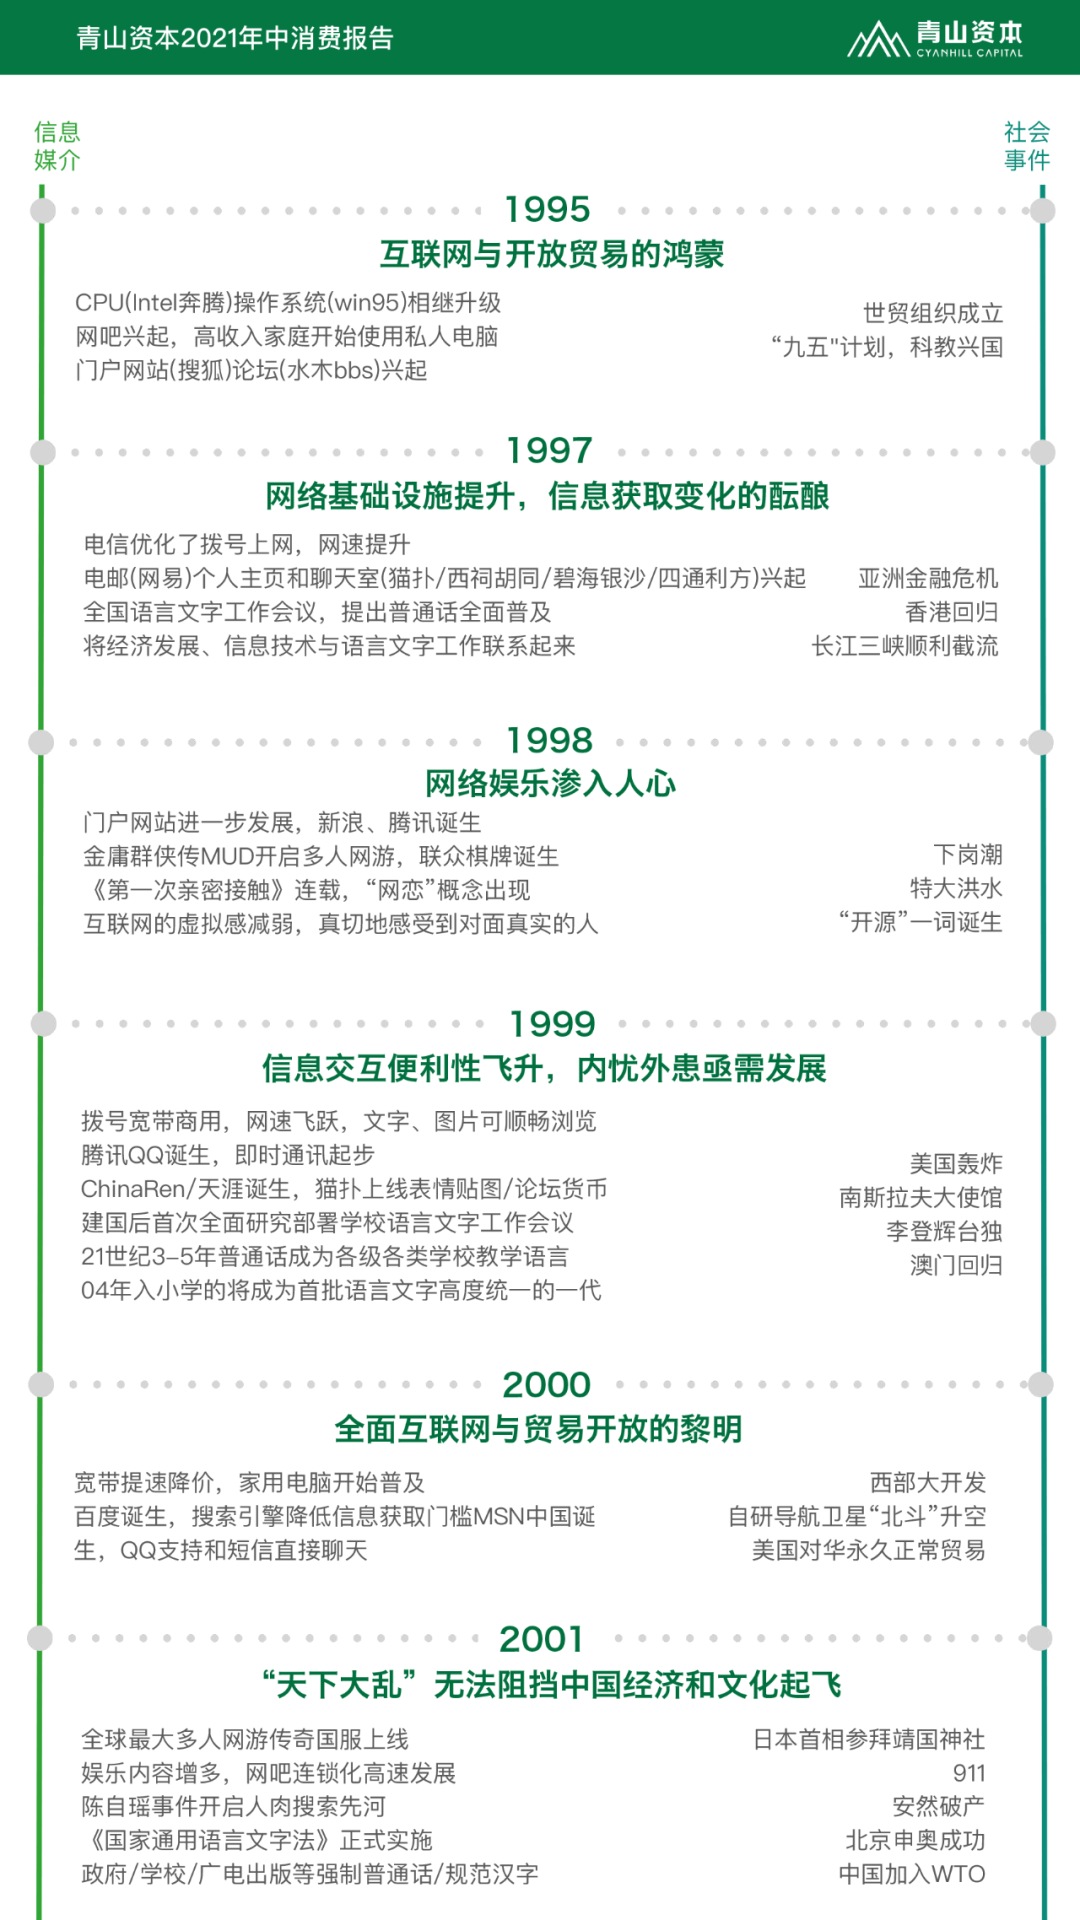 青山资本2021年中消费报告
青山资本
CYANHILL CAPITAL
信息
媒介
社会
事件
1995
互联网与开放贸易的鸿蒙
CPU(Intel奔腾)操作系统(win95)相继升级
网吧兴起，高收入家庭开始使用私人电脑
门户网站(搜狐)论坛(水木bbs)兴起
世贸组织成立
“九五"计划，科教兴国
1997
网络基础设施提升，信息获取变化的酝酿
电信优化了拨号上网，网速提升
电邮(网易)个人主页和聊天室(猫扑/西祠胡同/碧海银沙/四通利方)兴起
全国语言文字工作会议，提出普通话全面普及
将经济发展、信息技术与语言文字工作联系起来
亚洲金融危机
香港回归
长江三峡顺利截流
1998
网络娱乐渗入人心
门户网站进一步发展，新浪、腾讯诞生
金庸群侠传MUD开启多人网游，联众棋牌诞生
《第一次亲密接触》连载，“网恋”概念出现
互联网的虚拟感减弱，真切地感受到对面真实的人
下岗潮
特大洪水
“开源”一词诞生
1999
信息交互便利性飞升，内忧外患亟需发展
拨号宽带商用，网速飞跃，文字、图片可顺畅浏览
腾讯QQ诞生，即时通讯起步
ChinaRen/天涯诞生，猫扑上线表情贴图/论坛货币
建国后首次全面研究部署学校语言文字工作会议
21世纪3-5年普通话成为各级各类学校教学语言
04年入小学的将成为首批语言文字高度统一的一代
美国轰炸
南斯拉夫大使馆
李登辉台独
澳门回归
2000
全面互联网与贸易开放的黎明
宽带提速降价，家用电脑开始普及
百度诞生，搜索引擎降低信息获取门槛MSN中国诞
生，QQ支持和短信直接聊天
西部大开发
自研导航卫星“北斗”升空
美国对华永久正常贸易
2001
“天下大乱”无法阻挡中国经济和文化起飞
全球最大多人网游传奇国服上线
娱乐内容增多，网吧连锁化高速发展
陈自瑶事件开启人肉搜索先河
《国家通用语言文字法》正式实施
政府/学校/广电出版等强制普通话/规范汉字
日本首相参拜靖国神社
911
安然破产
北京申奥成功
中国加入WTO